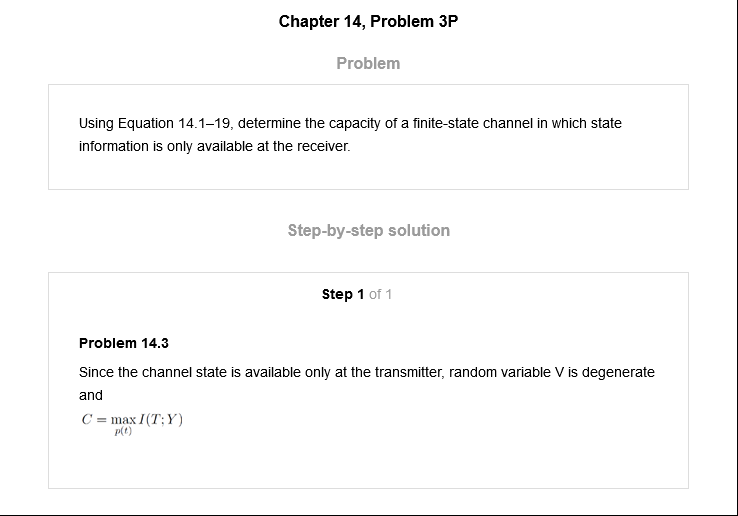 Chapter 14, Problem 3P
Problem
Using Equation 14.1–19, determine the capacity of a finite-state channel in which state
information is only available at the receiver.
Step-by-step solution
Step 1 of 1
Problem 14.3
Since the channel state is available only at the transmitter, random variable V is degenerate
and
C = max I(T; Y)
p(t)